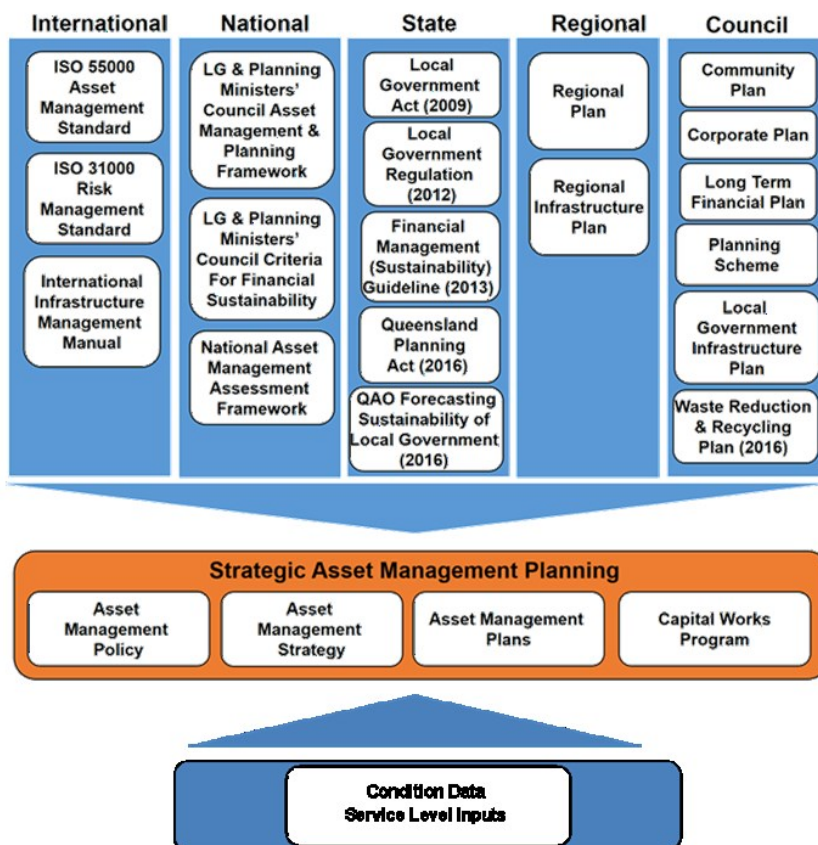 International
ISO 55000
Asset
Management
Standard
ISO 31000
Risk
Management
Standard
International
Infrastructure
Management
Manual
National
LG & Planning
Ministers'
Council Asset
Management &
Planning
Framework
LG & Planning
Ministers'
Council Criteria
For Financial
Sustainability
National Asset
Management
Assessment
Framework
State
Local
Government
Act (2009)
Local
Government
Regulation
(2012)
Financial
Management
(Sustainability)
Guideline (2013)
Queensland
Planning
Act (2016)
QAO Forecasting
Sustainability of
Local Government
(2016)
Regional
Regional
Plan
Regional
Infrastructure
Plan
Council
Community
Plan
Corporate Plan
Long Term
Financial Plan
Planning
Scheme
Local
Government
Infrastructure
Plan
Waste Reduction
& Recycling
Plan (2016)
Strategic Asset Management Planning
Asset
Management
Policy
Asset
Management
Strategy
Asset Management
Plans
Capital Works
Program
Condition Data
Service Level Inputs